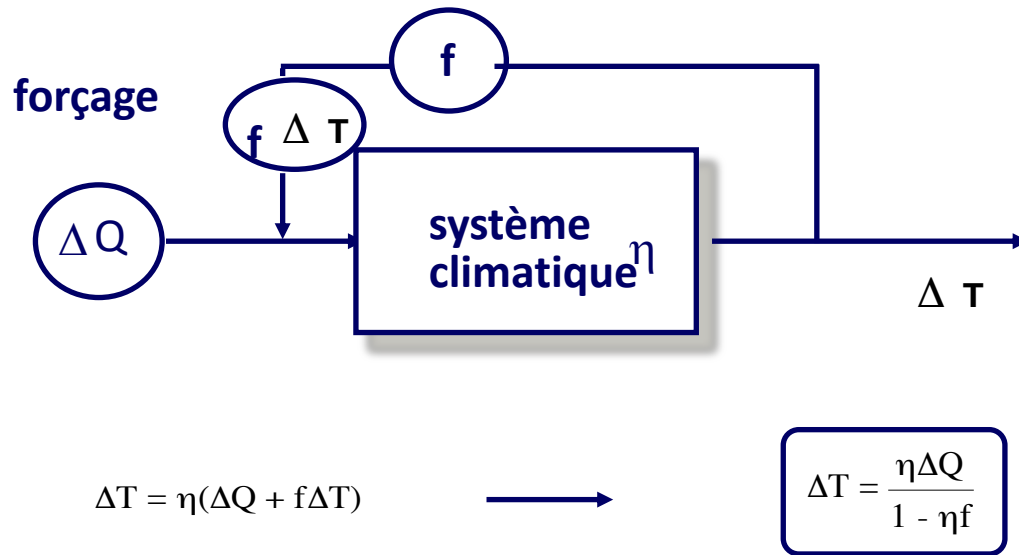 f
forçage
f Δ T
ΔQ
système
climatique η
Δ T
ΔT = η(ΔQ + fΔT)
ΔT = ηΔQ
1 - ηf